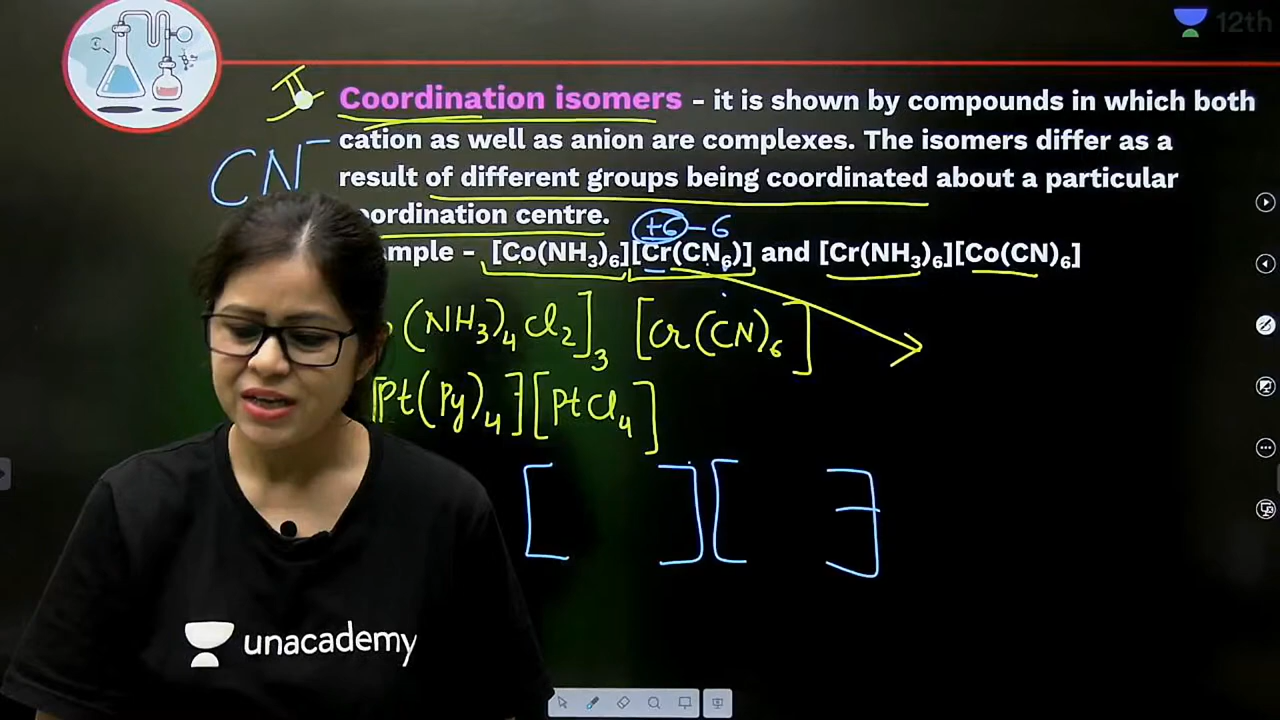 12th
II
Coordination isomers - it is shown by compounds in which both
CN⁻
cation as well as anion are complexes. The isomers differ as a
result of different groups being coordinated about a particular
oordination centre.
+6 - 6
mple - [Co(NH₃)₆][Cr(CN₆)] and [Cr(NH₃)₆][Co(CN)₆]
(NH₃)₄Cl₂]₃ [Cr(CN)₆]
[Pt(Py)₄][PtCl₄]
[ ][ ]
unacademy